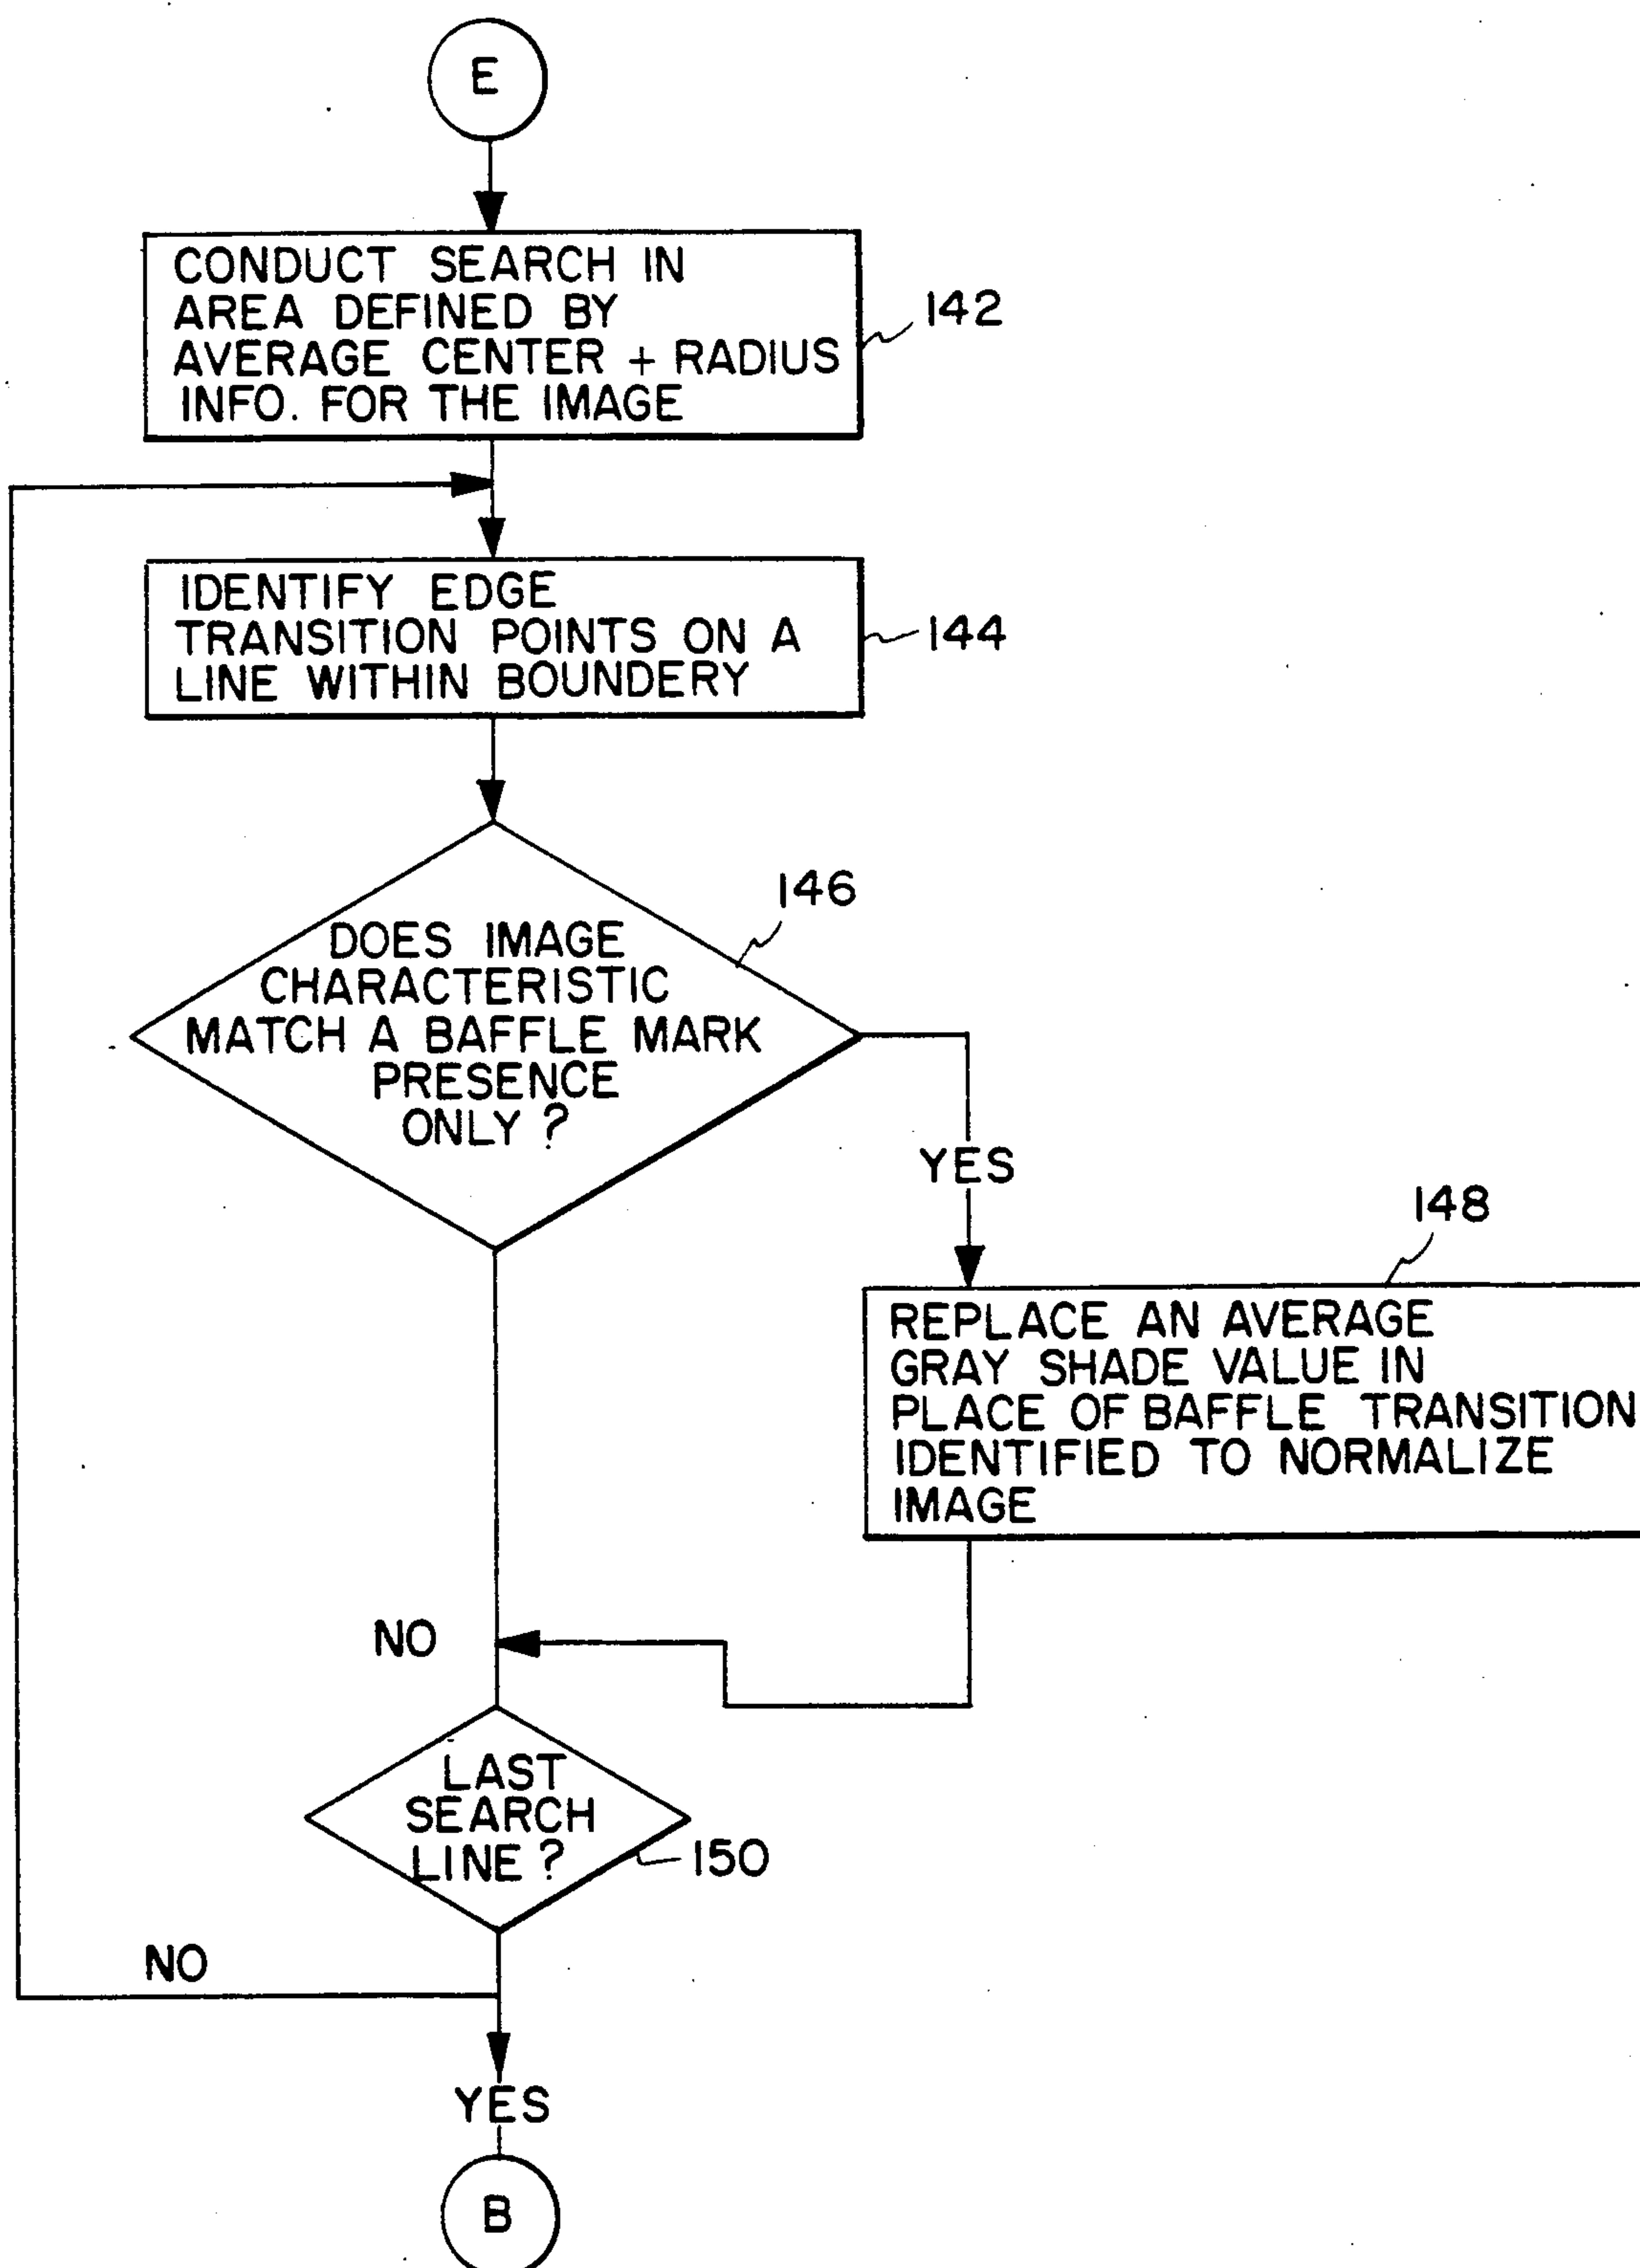 E
CONDUCT SEARCH IN
AREA DEFINED BY
AVERAGE CENTER + RADIUS
INFO. FOR THE IMAGE
142
IDENTIFY EDGE
TRANSITION POINTS ON A
LINE WITHIN BOUNDERY
144
146
DOES IMAGE
CHARACTERISTIC
MATCH A BAFFLE MARK
PRESENCE
ONLY?
YES
148
REPLACE AN AVERAGE
GRAY SHADE VALUE IN
PLACE OF BAFFLE TRANSITION
IDENTIFIED TO NORMALIZE
IMAGE
NO
LAST
SEARCH
LINE?
150
NO
YES
B